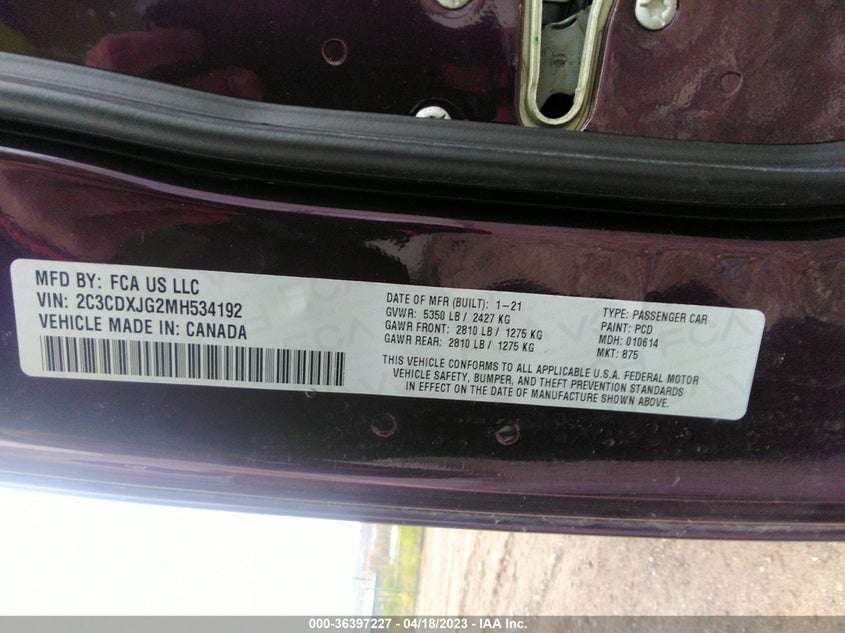 MFD BY: FCA US LLC
VIN: 2C3CDXJG2MH534192
VEHICLE MADE IN: CANADA
DATE OF MFR (BUILT): 1-21
GVWR: 5350 LB / 2427 KG
GAWR FRONT: 2810 LB / 1275 KG
GAWR REAR: 2810 LB / 1275 KG
TYPE: PASSENGER CAR
PAINT: PCD
MDH: 010614
MKT: 875
THIS VEHICLE CONFORMS TO ALL APPLICABLE U.S.A. FEDERAL MOTOR
VEHICLE SAFETY, BUMPER, AND THEFT PREVENTION STANDARDS
IN EFFECT ON THE DATE OF MANUFACTURE SHOWN ABOVE.
000-36397227 - 04/18/2023 - IAA Inc.